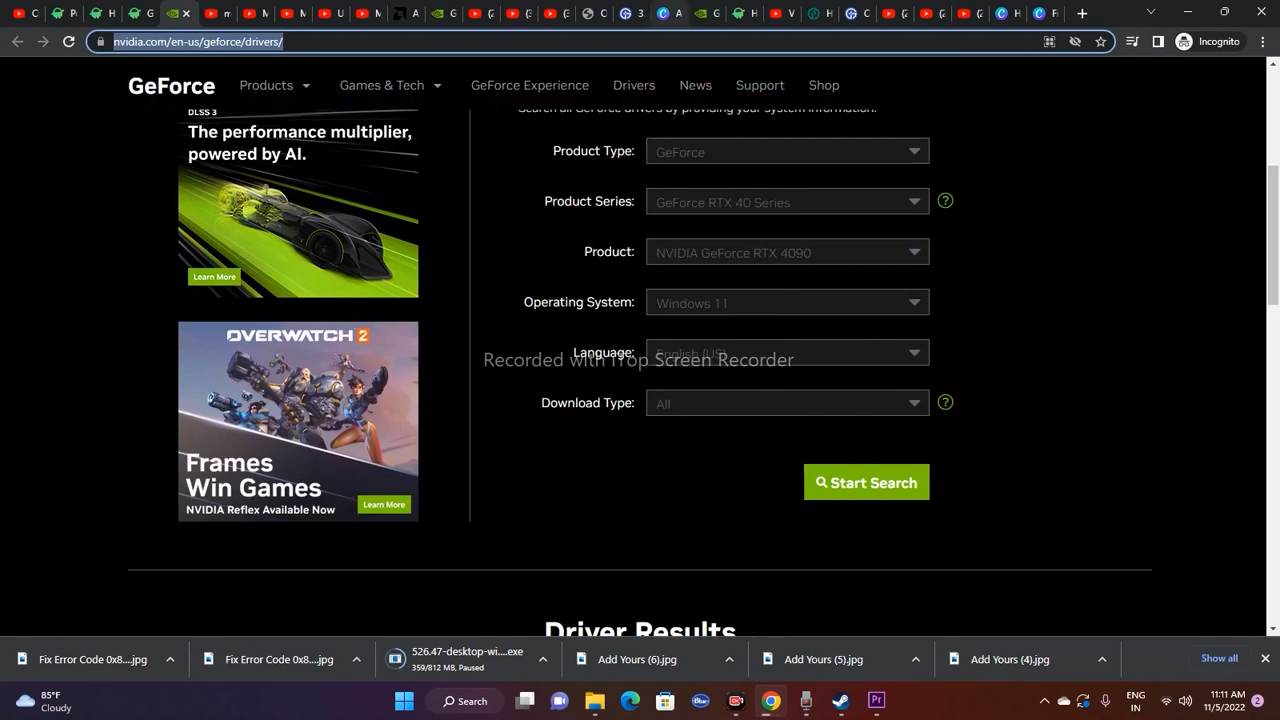 C
P
H
G
m
M
M
U
M
A
G
(
(
(
C
3
A
G
H
V
H
C
(
(
(
H
F
nvidia.com/en-us/geforce/drivers/
Incognito
GeForce
Products
Games & Tech
GeForce Experience
Drivers
News
Support
Shop
DLSS 3
The performance multiplier,
powered by AI.
Learn More
OVERWATCH 2
Frames
Win Games
NVIDIA Reflex Available Now
Learn More
Search all GeForce drivers by providing your system information.
Product Type: GeForce
Product Series: GeForce RTX 40 Series ?
Product: NVIDIA GeForce RTX 4090
Operating System: Windows 11
Language: English (US)
Recorded with iTop Screen Recorder
Download Type: All ?
Start Search
Driver Results
Fix Error Code 0x8....jpg
Fix Error Code 0x8....jpg
526.47-desktop-wi....exe
359/812 MB, Paused
Add Yours (6).jpg
Add Yours (5).jpg
Add Yours (4).jpg
Show all
85°F
Cloudy
Search
Blue
Pr
ENG
IN
11:11 AM
11/5/2022
2